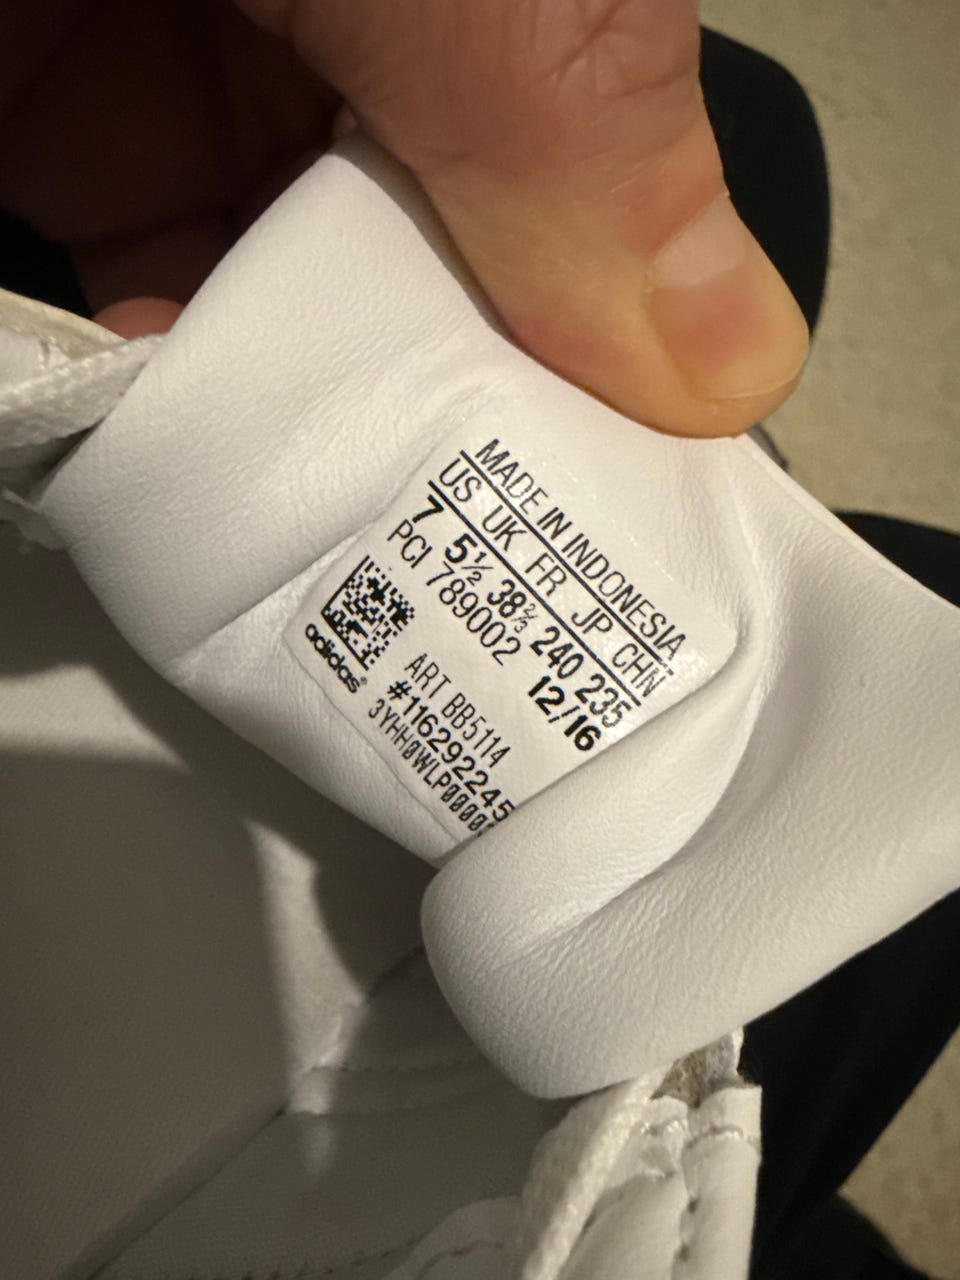 MADE IN INDONESIA
US UK FR JP CHN
7 5½ 38⅔ 240 235
PCI 789002 12/16
adidas®
ART BB5114
#116292245